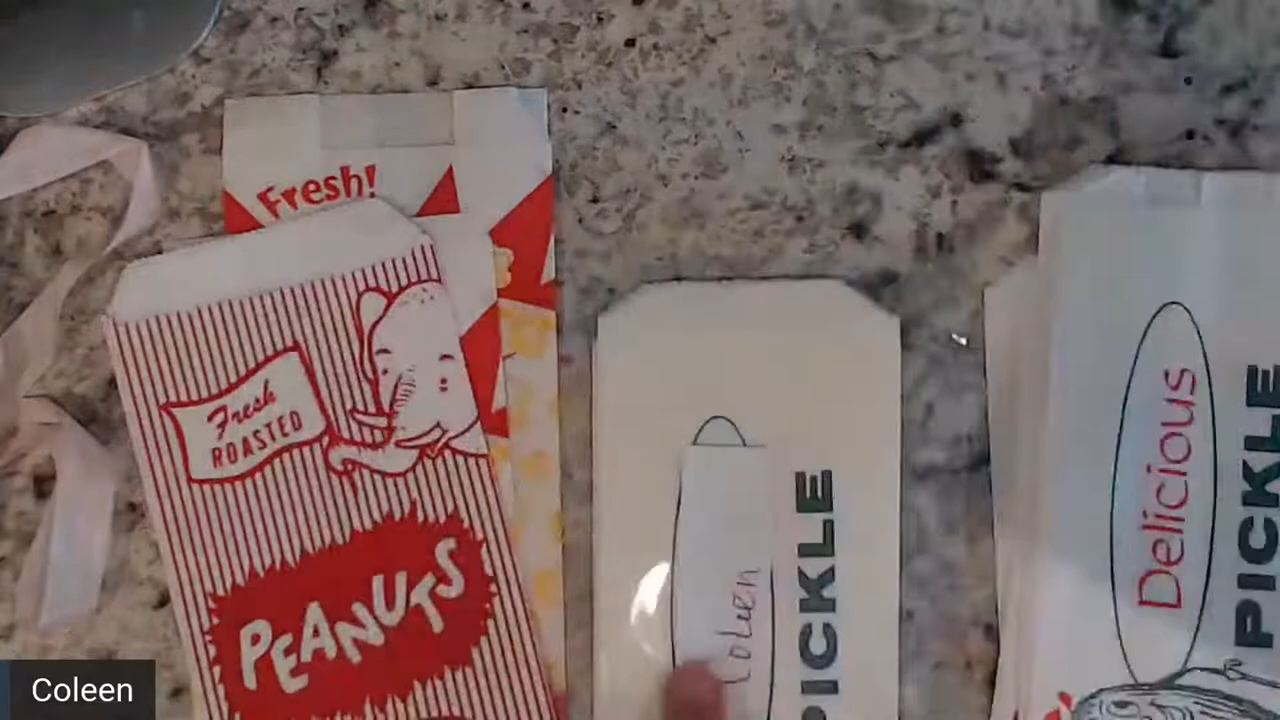 Fresh!
Fresh
ROASTED
PEANUTS
Coleen
PICKLE
Delicious
PICKLE
Coleen